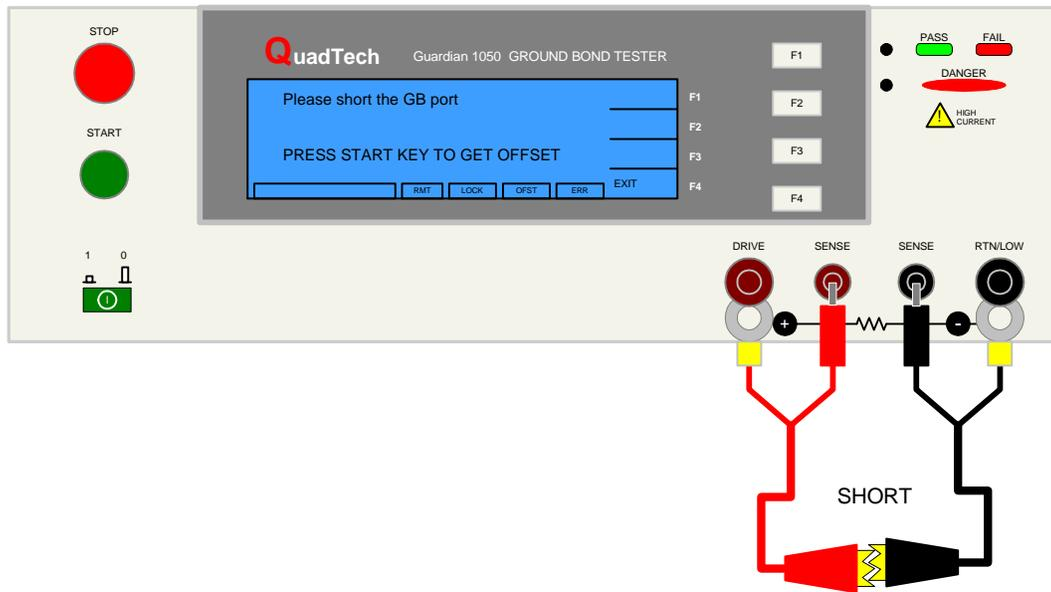 STOP
START
1 0
QuadTech Guardian 1050 GROUND BOND TESTER
Please short the GB port
PRESS START KEY TO GET OFFSET
RMT LOCK OFST ERR EXIT
F1
F2
F3
F4
F1
F2
F3
F4
PASS FAIL
DANGER
! HIGH
CURRENT
DRIVE SENSE SENSE RTN/LOW
+ -
SHORT